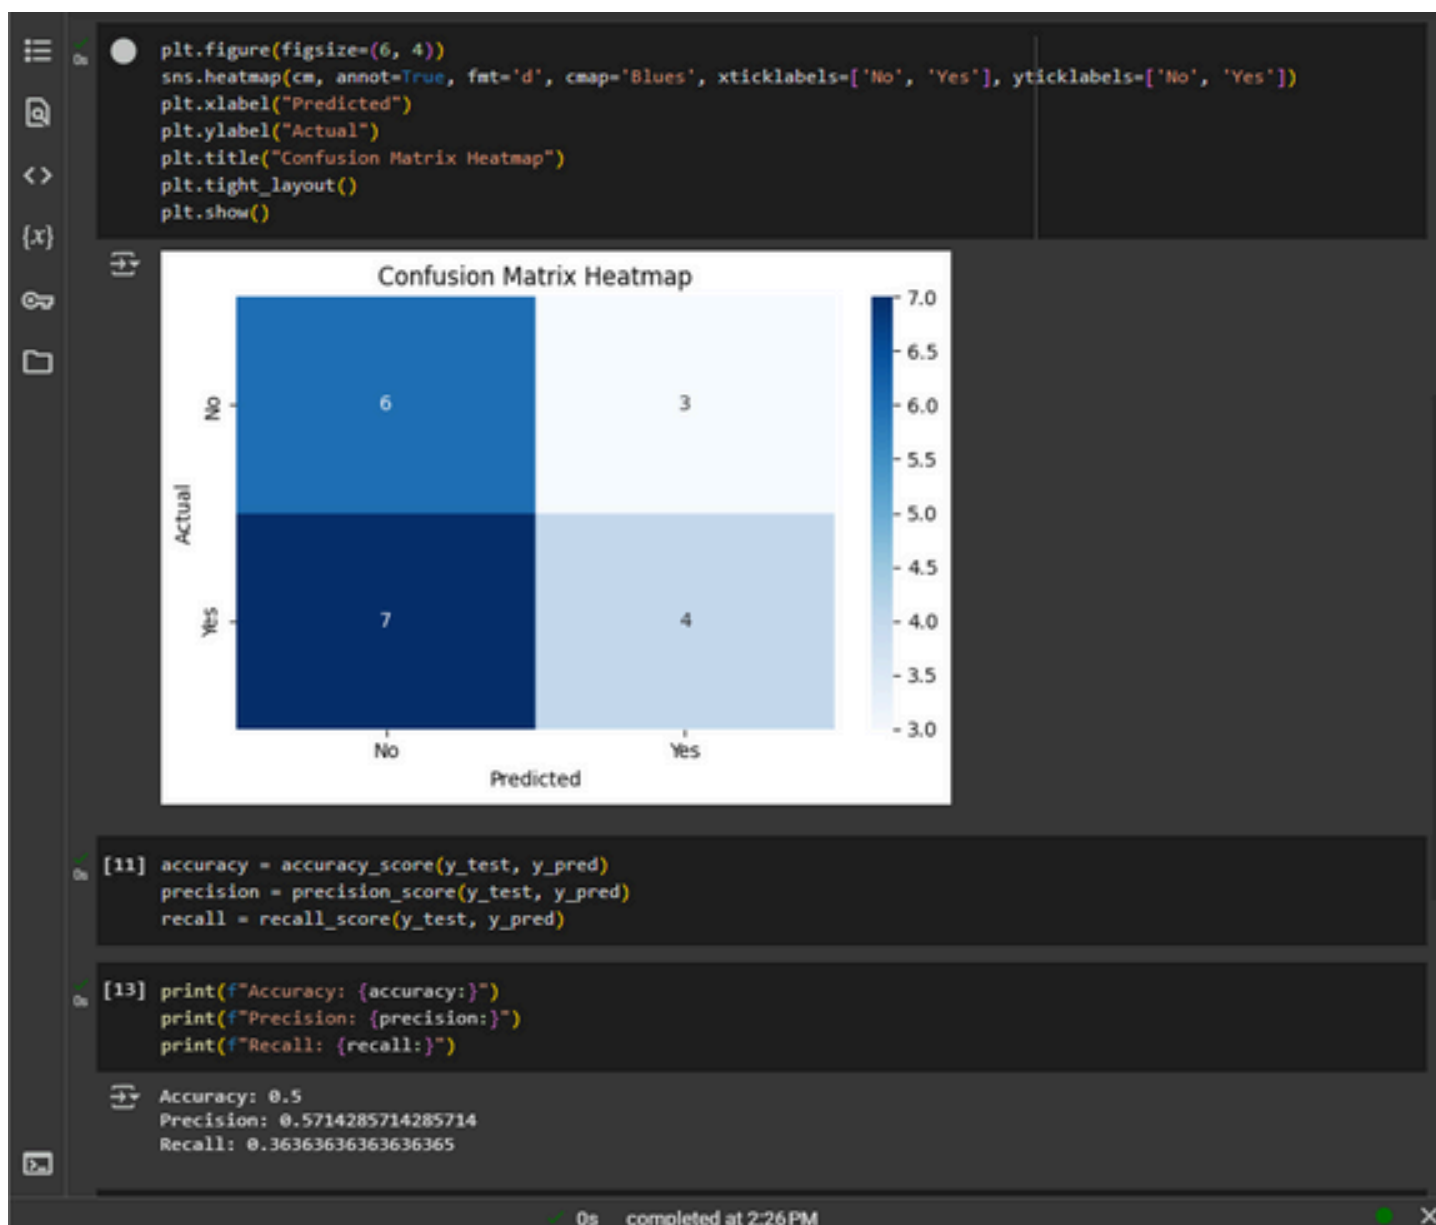 plt.figure(figsize=(6, 4))
sns.heatmap(cm, annot=True, fmt='d', cmap='Blues', xticklabels=['No', 'Yes'], yticklabels=['No', 'Yes'])
plt.xlabel("Predicted")
plt.ylabel("Actual")
plt.title("Confusion Matrix Heatmap")
plt.tight_layout()
plt.show()
0s
{x}
Confusion Matrix Heatmap
7.0
6.5
6.0
5.5
5.0
4.5
4.0
3.5
3.0
No
6
3
Actual
Yes
7
4
No
Yes
Predicted
[11] accuracy = accuracy_score(y_test, y_pred)
precision = precision_score(y_test, y_pred)
recall = recall_score(y_test, y_pred)
0s
[13] print(f"Accuracy: {accuracy:}")
print(f"Precision: {precision:}")
print(f"Recall: {recall:}")
0s
Accuracy: 0.5
Precision: 0.5714285714285714
Recall: 0.36363636363636365
0s completed at 2:26 PM